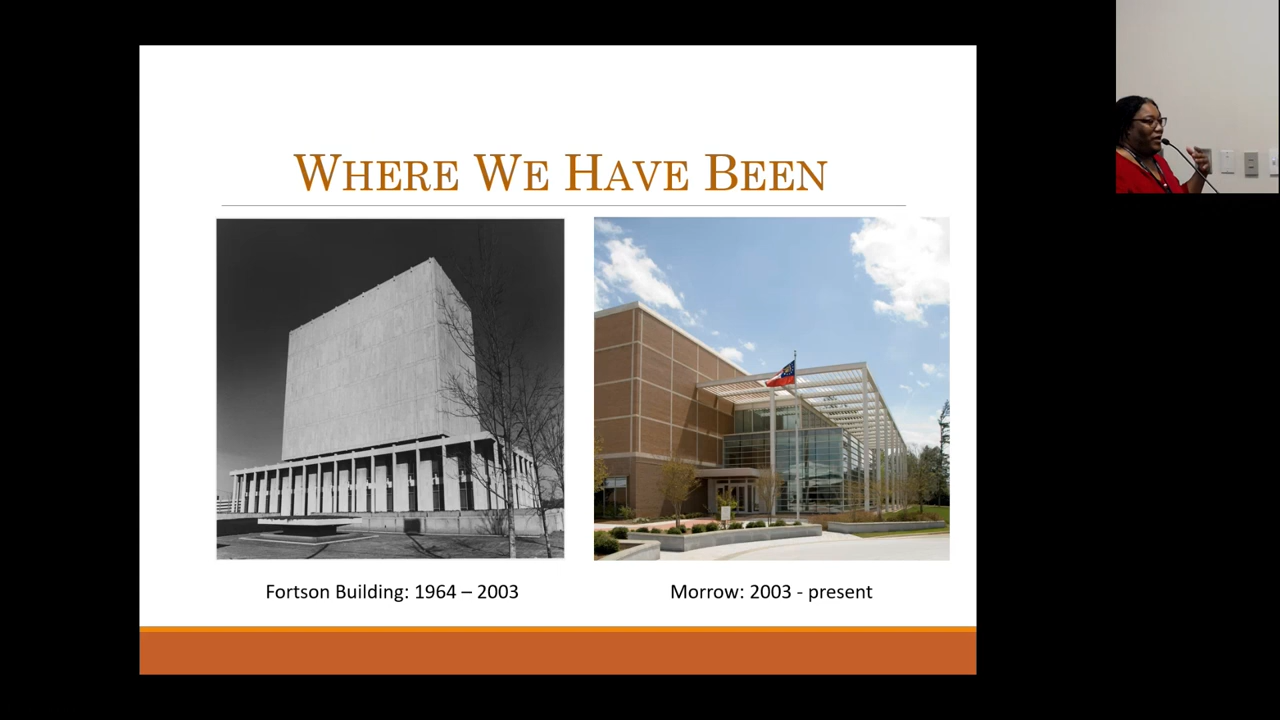 Where We Have Been
Fortson Building: 1964 – 2003
Morrow: 2003 - present